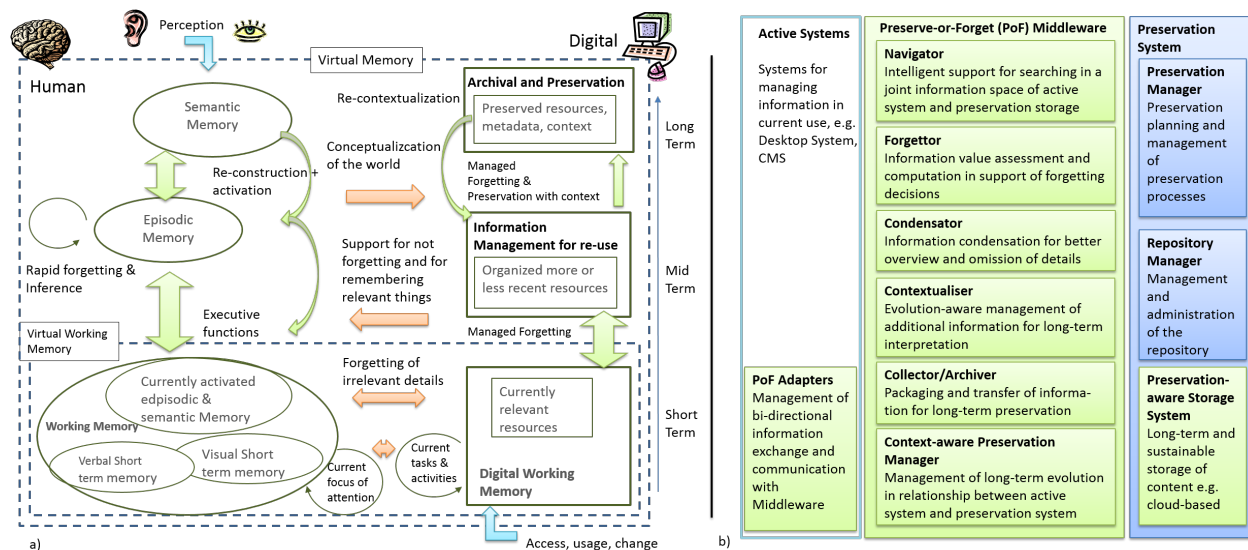 Perception
Digital
Virtual Memory
Human
Semantic
Memory
Re-construction +
activation
Episodic
Memory
Rapid forgetting &
Inference
Executive
functions
Re-contextualization
Conceptualizcation
of the world
Support for not
forgetting and for
remembering
relevant things
Archival and Preservation
Preserved resources,
metadata, context
Managed
Forgetting &
Preservation with context
Information
Management for re-use
Organized more or
less recent resources
Managed Forgetting
Long
Term
Mid
Term
Short
Term
Virtual Working
Memory
Currently activated
edpisodic &
semantic Memory
Working Memory
Verbal Short
term memory
Visual Short
term memory
Forgetting of
irrelevant details
Current
focus of
attention
Current
tasks &
activities
Currently
relevant
resources
Digital Working
Memory
Access, usage, change
a)
b)
Active Systems
Systems for
managing
information in
current use, e.g.
Desktop System,
CMS
PoF Adapters
Management of
bi-directional
information
exchange and
communication
with
Middleware
Preserve-or-Forget (PoF) Middleware
Navigator
Intelligent support for searching in a
joint information space of active
system and preservation storage
Forgettor
Information value assessment and
computation in support of forgetting
decisions
Condensator
Information condensation for better
overview and omission of details
Contextualiser
Evolution-aware management of
additional information for long-term
interpretation
Collector/Archiver
Packaging and transfer of informa-
tion for long-term preservation
Context-aware Preservation
Manager
Management of long-term evolution
in relationship between active
system and preservation system
Preservation
System
Preservation
Manager
Preservation
planning and
management
of
preservation
processes
Repository
Manager
Management
and
administration
of the
repository
Preservation-
aware Storage
System
Long-term and
sustainable
storage of
content e.g.
cloud-based